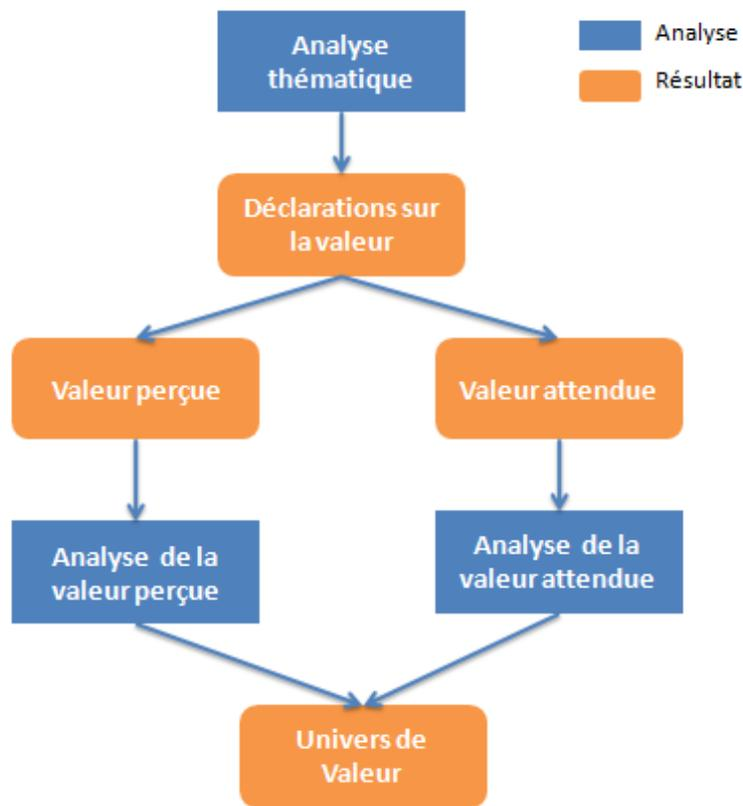 Analyse
thématique
Analyse
Résultat
Déclarations sur
la valeur
Valeur perçue
Valeur attendue
Analyse de la
valeur perçue
Analyse de la
valeur attendue
Univers de
Valeur